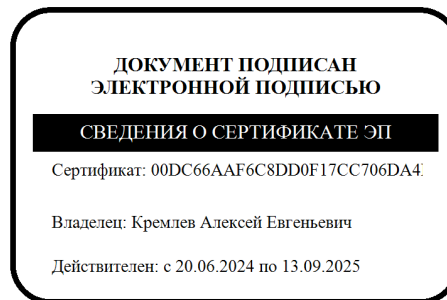 ДОКУМЕНТ ПОДПИСАН
ЭЛЕКТРОННОЙ ПОДПИСЬЮ
СВЕДЕНИЯ О СЕРТИФИКАТЕ ЭП
Сертификат: 00DC66AAF6C8DD0F17CC706DA4
Владелец: Кремлев Алексей Евгеньевич
Действителен: с 20.06.2024 по 13.09.2025